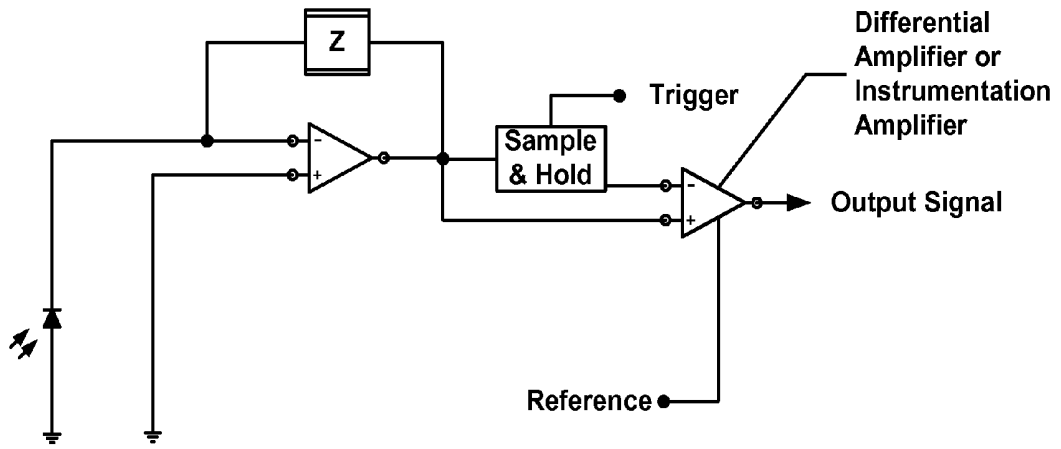 Z
Differential
Amplifier or
Instrumentation
Amplifier
Trigger
Sample
& Hold
-
+
-
+
Output Signal
Reference